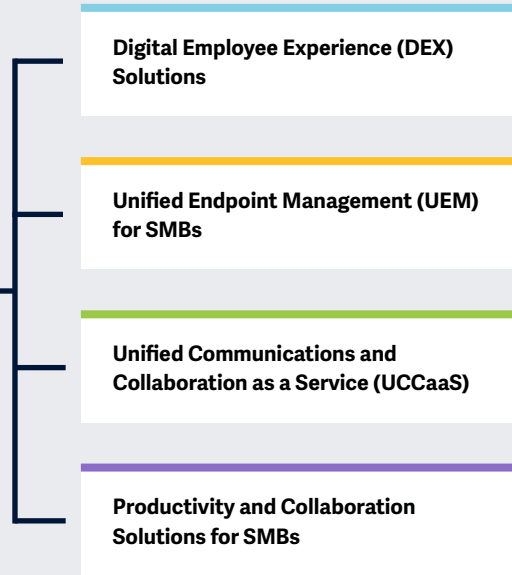 Digital Employee Experience (DEX)
Solutions
Unified Endpoint Management (UEM)
for SMBs
Unified Communications and
Collaboration as a Service (UCCaaS)
Productivity and Collaboration
Solutions for SMBs